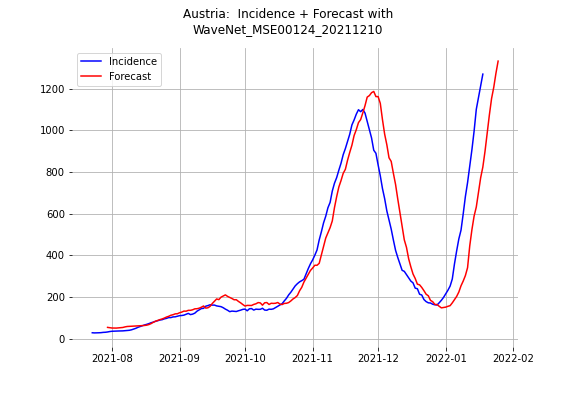 Austria:  Incidence + Forecast with
WaveNet_MSE00124_20211210
Incidence
Forecast
1200
1000
800
600
400
200
0
2021-08 2021-09 2021-10 2021-11 2021-12 2022-01 2022-02